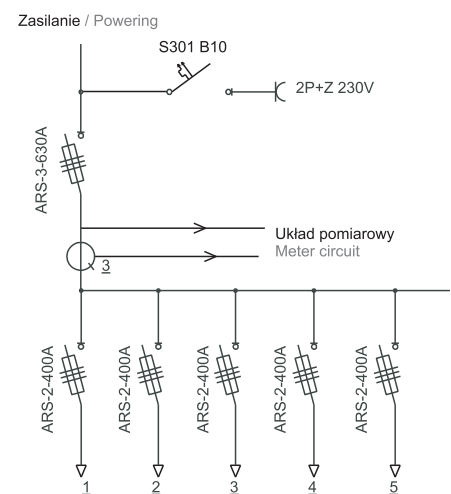 Zasilanie / Powering
S301 B10
2P+Z 230V
ARS-3-630A
Układ pomiarowy
Meter circuit
3
ARS-2-400A
ARS-2-400A
ARS-2-400A
ARS-2-400A
ARS-2-400A
1 2 3 4 5